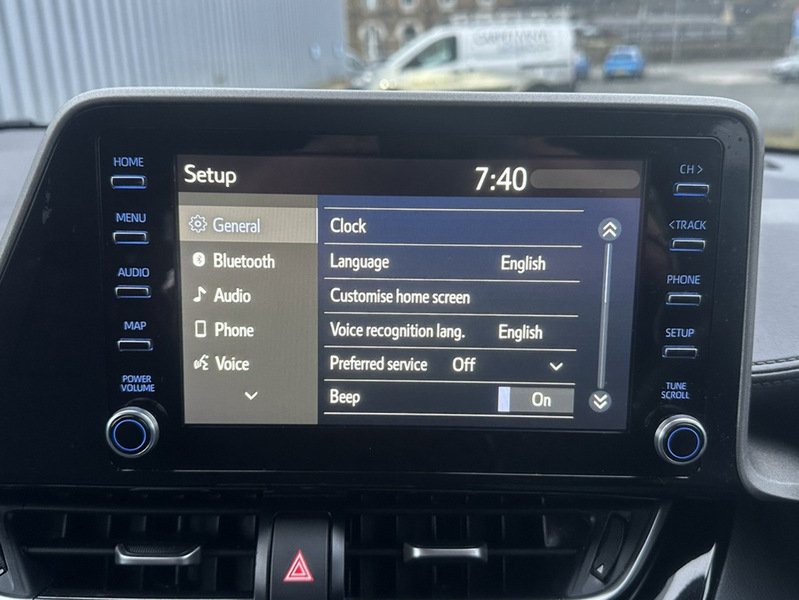 HOME
MENU
AUDIO
MAP
POWER
VOLUME
Setup
7:40
General
Bluetooth
Audio
Phone
Voice
Clock
Language English
Customise home screen
Voice recognition lang. English
Preferred service Off
Beep On
CH >
< TRACK
PHONE
SETUP
TUNE
SCROLL